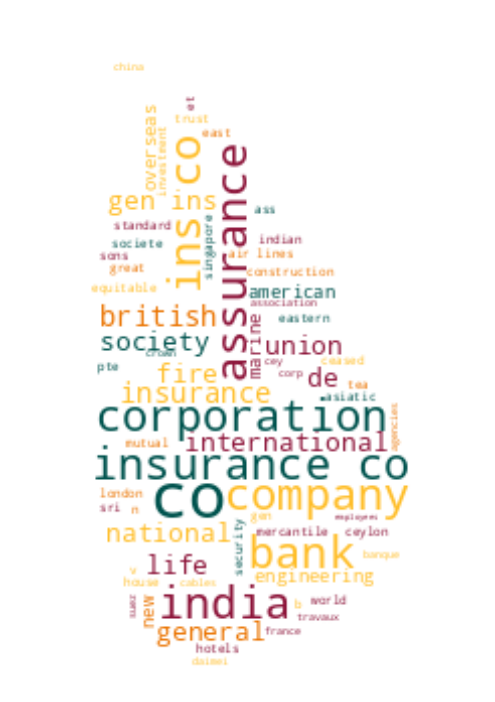 china
et
trust
east
overseas
investment
ins co
assurance
gen ins
ass
standard
singapore
societe
indian
sons
air lines
great
construction
equitable
american
association
british
eastern
society
marine
union
crown
cey
ceased
pte
fire
corp
de
tea
insurance
asiatic
corporation
agencies
mutual
international
insurance co
co
company
london
sri
n
gen
employees
national
security
mercantile
ceylon
bank
banque
life
v
engineering
house
cables
suez
new
india
b
world
travaux
general
france
hotels
daimei